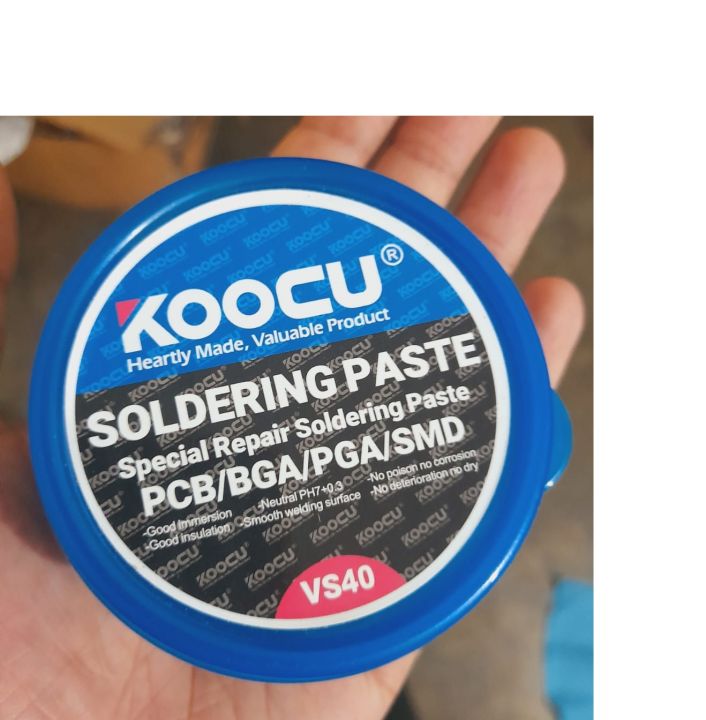 KOOCU®
Heartly Made, Valuable Product
SOLDERING PASTE
Special Repair Soldering Paste
PCB/BGA/PGA/SMD
-Good immersion -Neutral PH7+0.3 -No poison no corrosion
-Good insulation -Smooth welding surface -No deterioration no dry
VS40